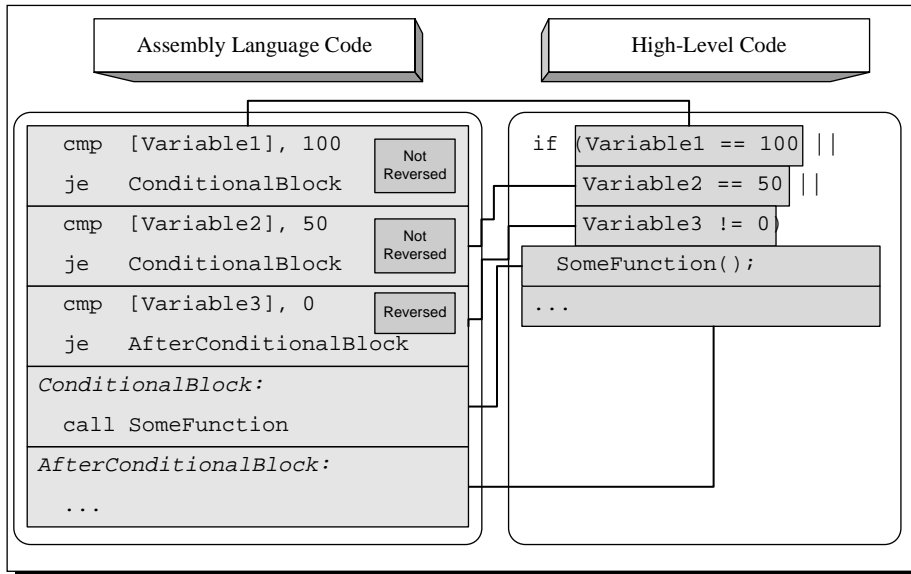 Assembly Language Code
cmp [Variable1], 100
Not
Reversed
je ConditionalBlock
cmp [Variable2], 50
Not
Reversed
je ConditionalBlock
cmp [Variable3], 0
Reversed
je AfterConditionalBlock
ConditionalBlock:
call SomeFunction
AfterConditionalBlock:
...
High-Level Code
if (Variable1 == 100 ||
Variable2 == 50 ||
Variable3 != 0)
SomeFunction();
...